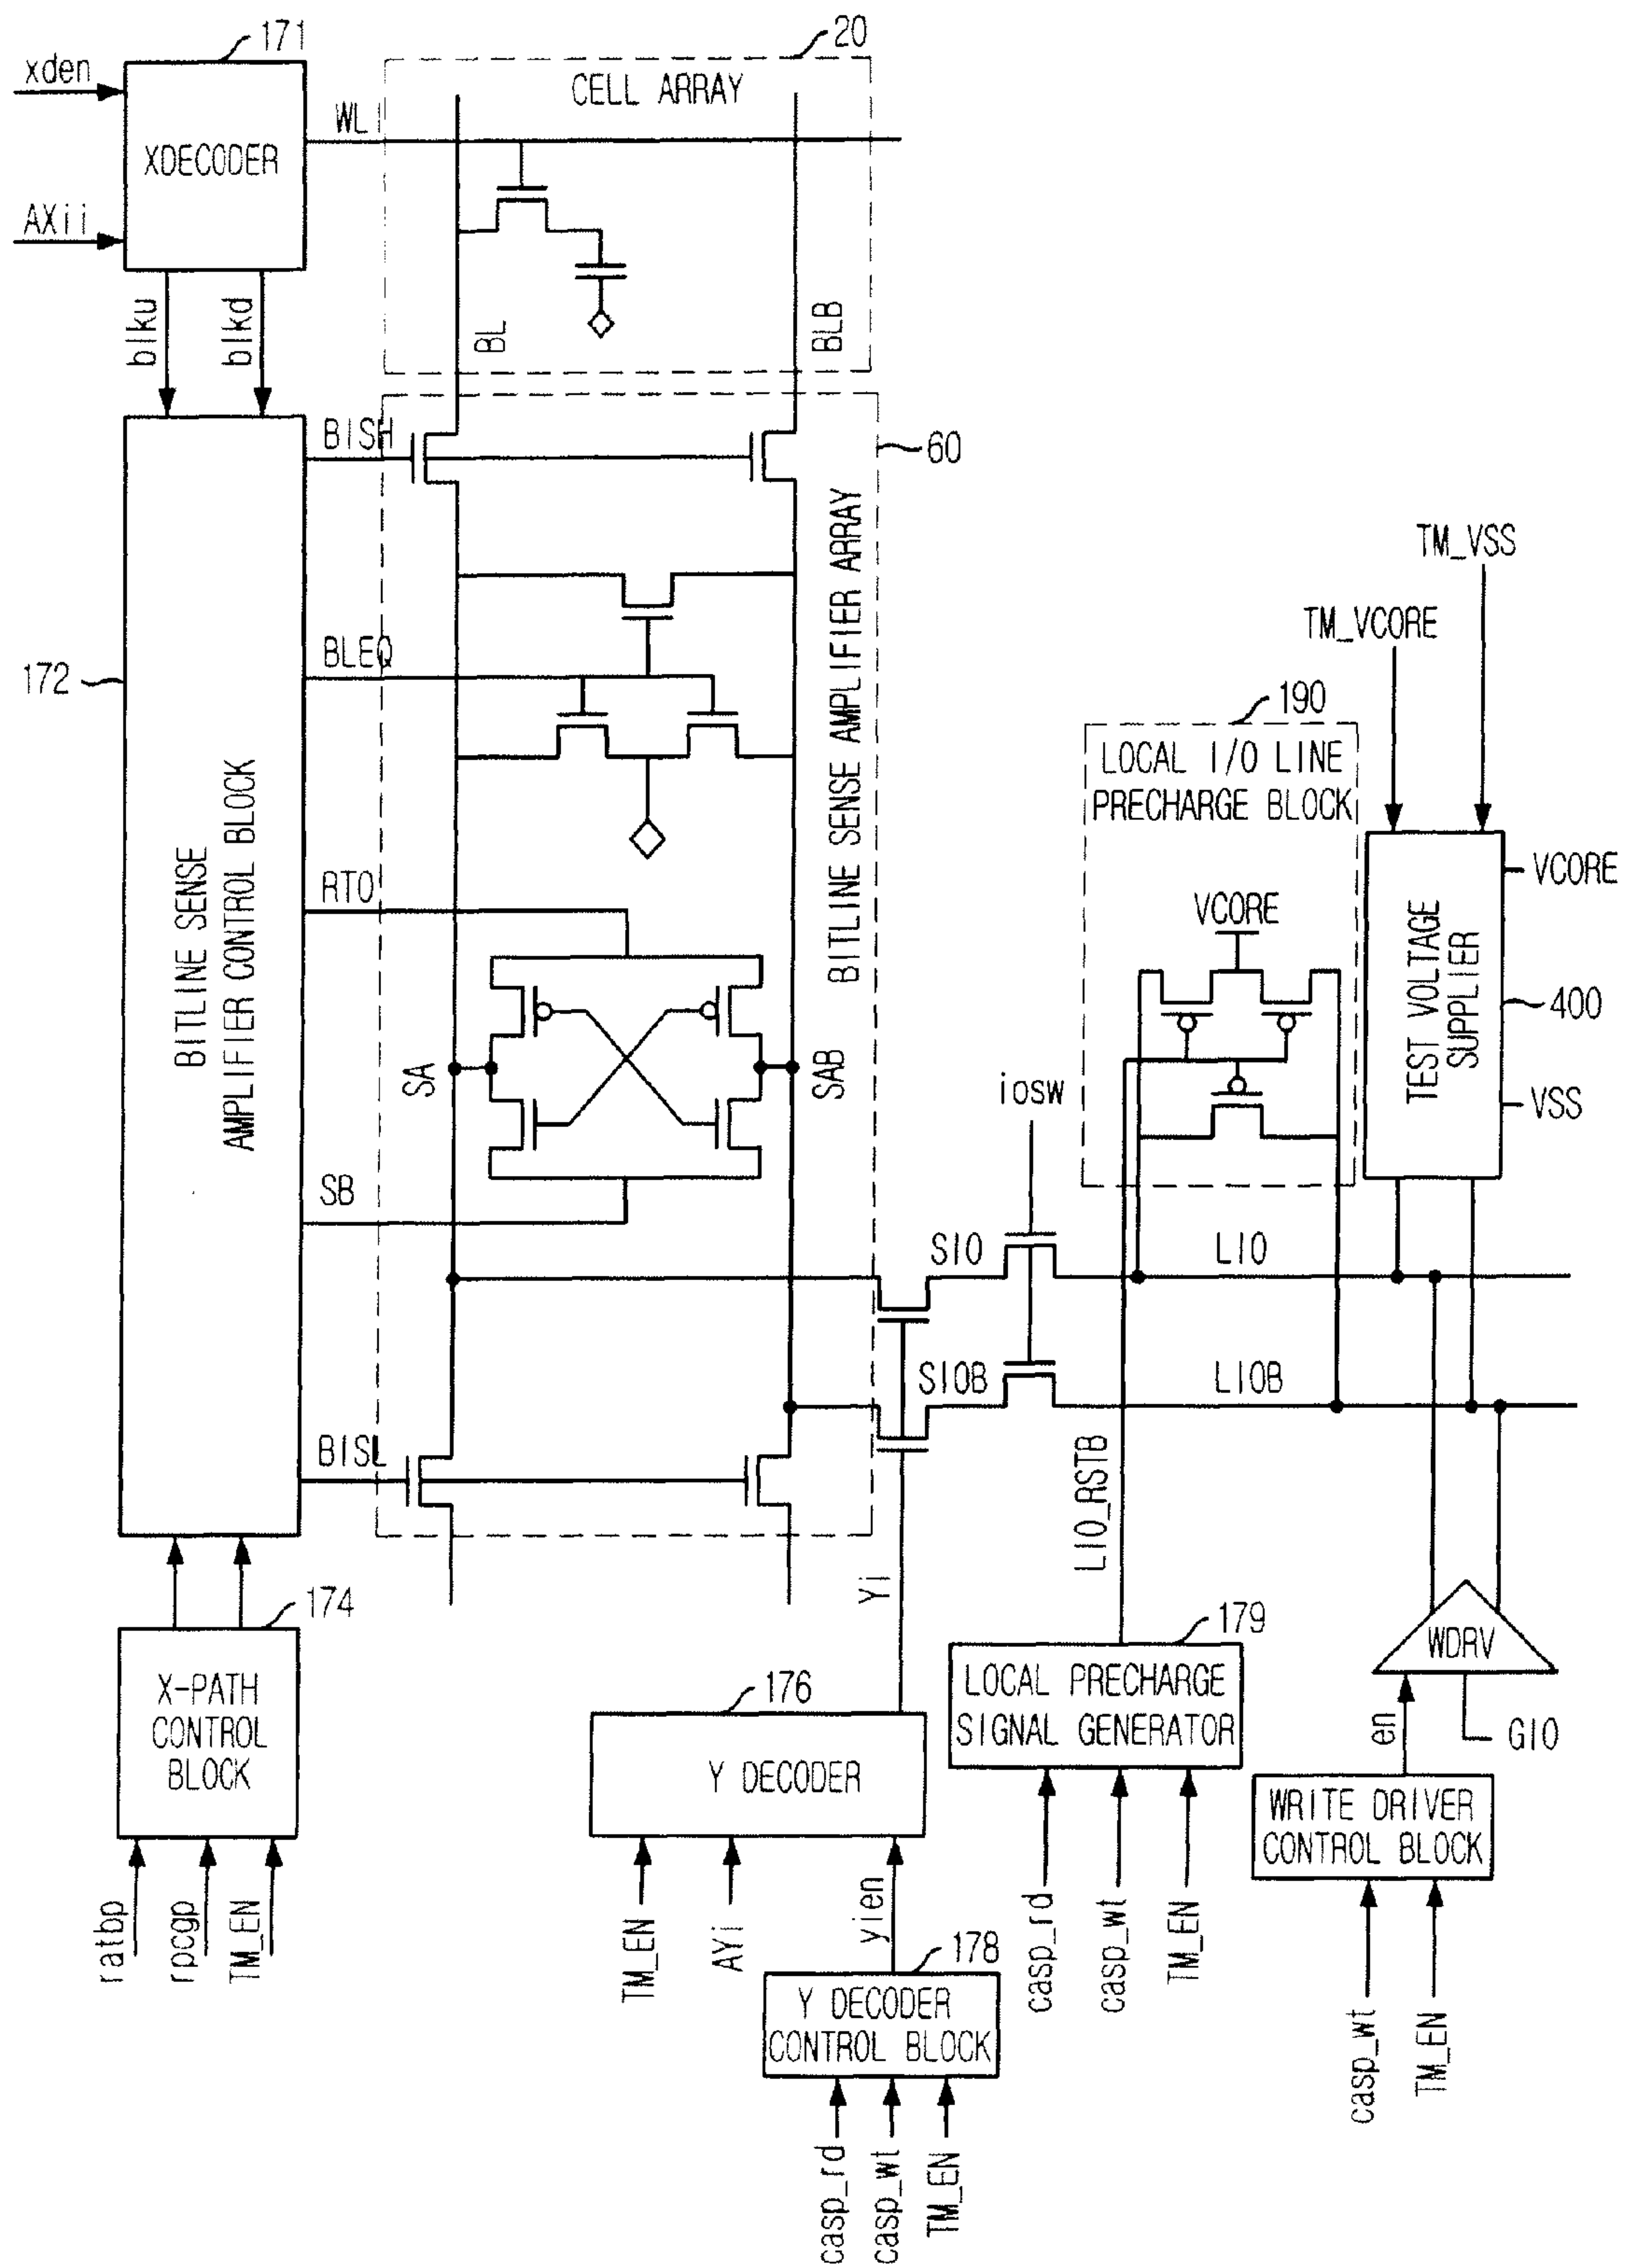 171
20
xden
XDECODER
WL
CELL ARRAY
AXii
blku
blkd
BL
BLB
BISH
60
BITLINE SENSE AMPLIFIER ARRAY
172
BITLINE SENSE
AMPLIFIER CONTROL BLOCK
BLEQ
RTO
SA
SAB
SB
BISL
TM_VSS
TM_VCORE
190
LOCAL I/O LINE
PRECHARGE BLOCK
VCORE
TEST VOLTAGE
SUPPLIER
VCORE
400
VSS
iosw
SIO
LIO
SIOB
LIOB
LIO_RSTB
Yi
174
X-PATH
CONTROL
BLOCK
ratbp
rpcgp
TM_EN
176
Y DECODER
TM_EN
AYi
yien
178
Y DECODER
CONTROL BLOCK
casp_rd
casp_wt
TM_EN
179
LOCAL PRECHARGE
SIGNAL GENERATOR
casp_rd
casp_wt
TM_EN
WDRV
en
GIO
WRITE DRIVER
CONTROL BLOCK
casp_wt
TM_EN